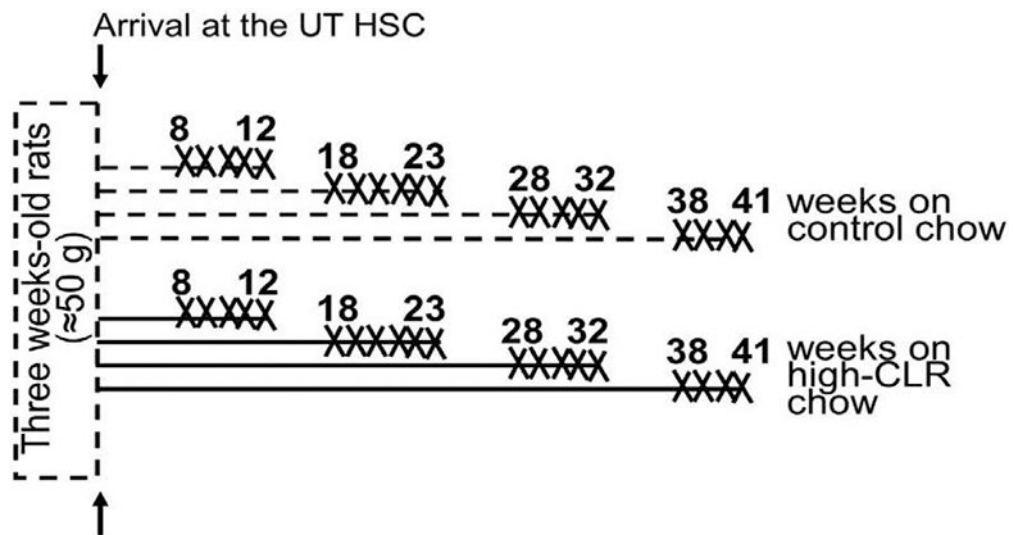 Arrival at the UT HSC
Three weeks-old rats
(≈50 g)
8 12
18 23
28 32
38 41 weeks on
control chow
8 12
18 23
28 32
38 41 weeks on
high-CLR
chow